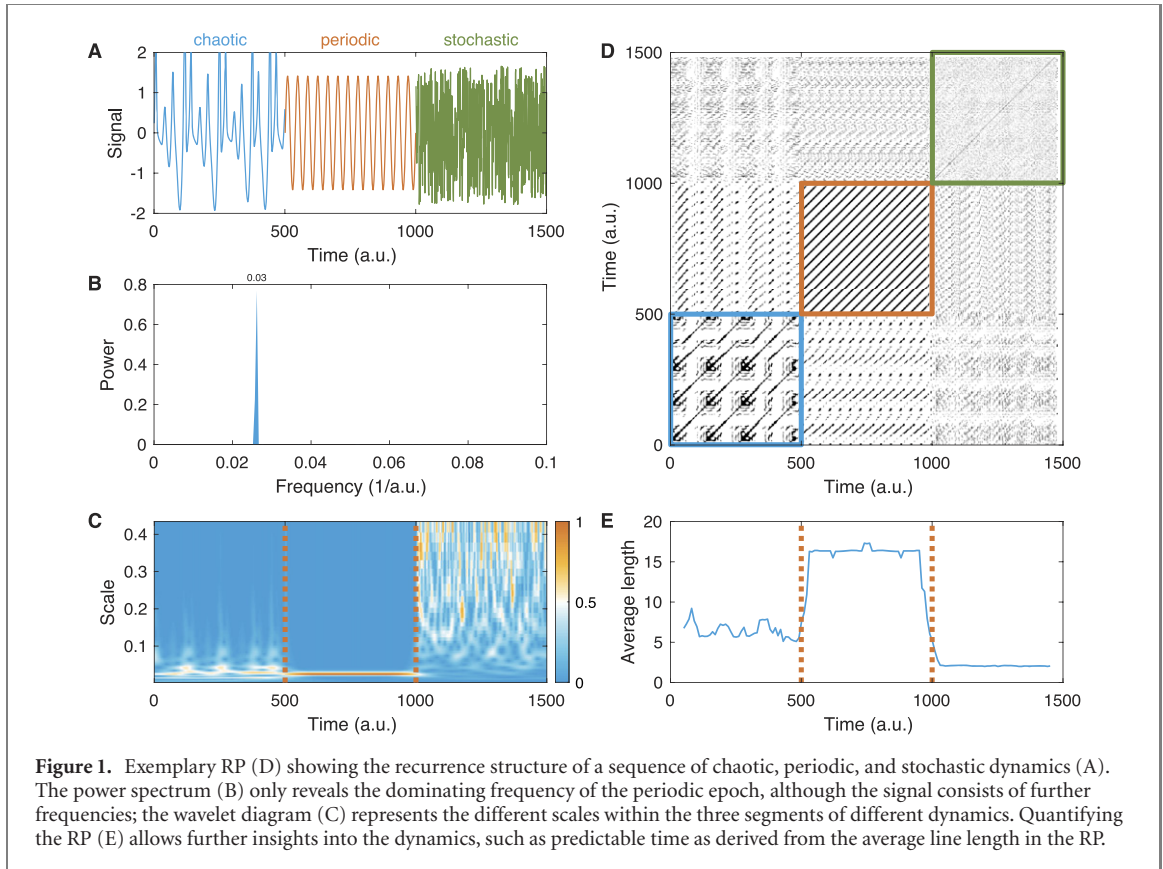 A
chaotic
periodic
stochastic
2
1
0
-1
-2
Signal
0
500
1000
1500
Time (a.u.)
B
0.03
0.8
0.6
0.4
0.2
0
Power
0
0.02
0.04
0.06
0.08
0.1
Frequency (1/a.u.)
C
0.4
0.3
0.2
0.1
Scale
1
0.5
0
0
500
1000
1500
Time (a.u.)
D
1500
1000
500
0
Time (a.u.)
0
500
1000
1500
Time (a.u.)
E
20
15
10
5
0
Average length
0
500
1000
1500
Time (a.u.)
Figure 1. Exemplary RP (D) showing the recurrence structure of a sequence of chaotic, periodic, and stochastic dynamics (A).
The power spectrum (B) only reveals the dominating frequency of the periodic epoch, although the signal consists of further
frequencies; the wavelet diagram (C) represents the different scales within the three segments of different dynamics. Quantifying
the RP (E) allows further insights into the dynamics, such as predictable time as derived from the average line length in the RP.